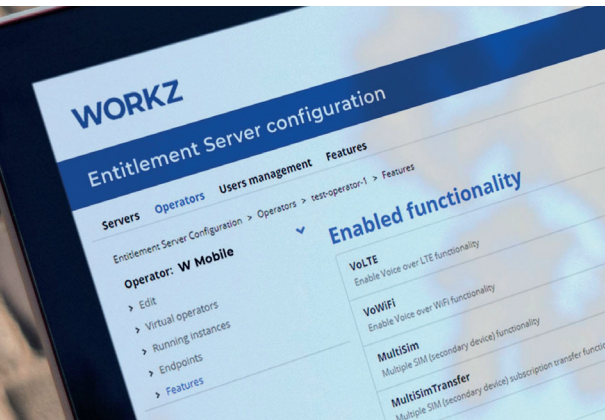 WORKZ
Entitlement Server configuration
Servers Operators Users management Features
Entitlement Server Configuration > Operators > test-operator-1 > Features
Operator: W Mobile
> Edit
> Virtual operators
> Running instances
> Endpoints
> Features
Enabled functionality
VoLTE
Enable Voice over LTE functionality
VoWiFi
Enable Voice over WiFi functionality
MultiSim
Multiple SIM (secondary device) functionality
MultiSimTransfer
Multiple SIM (secondary device) subscription transfer